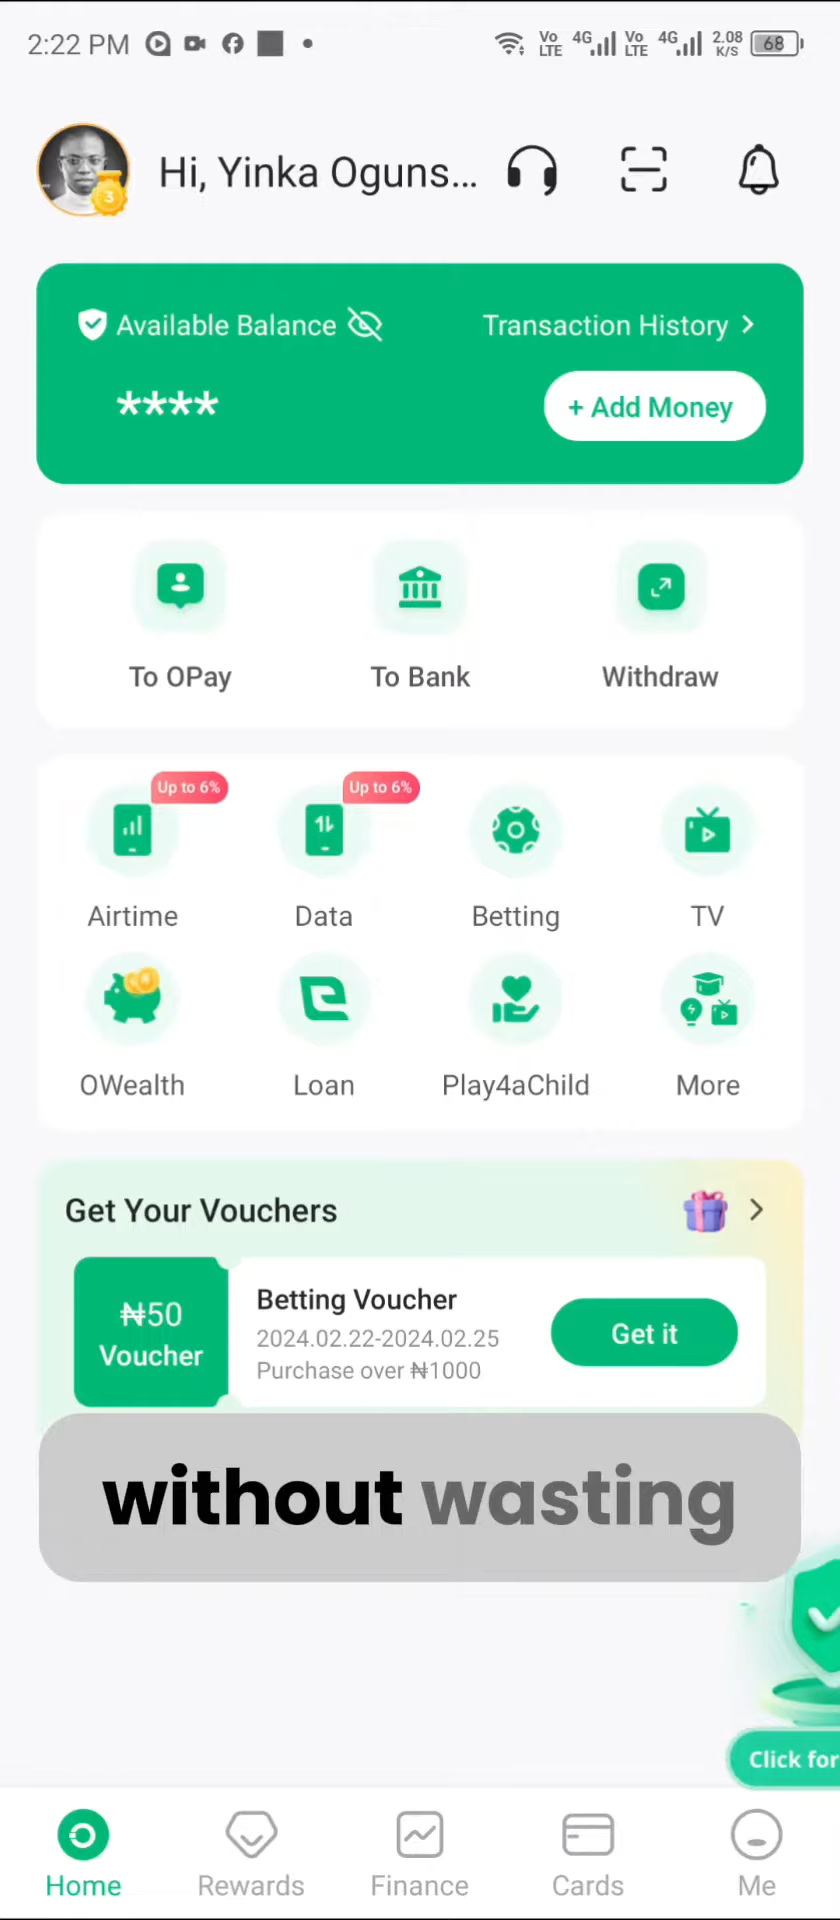 2:22 PM
Vo LTE 4G Vo LTE 4G 2.08 K/S 68
3
Hi, Yinka Oguns...
Available Balance
Transaction History >
****
+ Add Money
To OPay
To Bank
Withdraw
Up to 6%
Up to 6%
Airtime
Data
Betting
TV
OWealth
Loan
Play4aChild
More
Get Your Vouchers
₦50
Voucher
Betting Voucher
2024.02.22-2024.02.25
Purchase over ₦1000
Get it
without wasting
Click for
Home
Rewards
Finance
Cards
Me